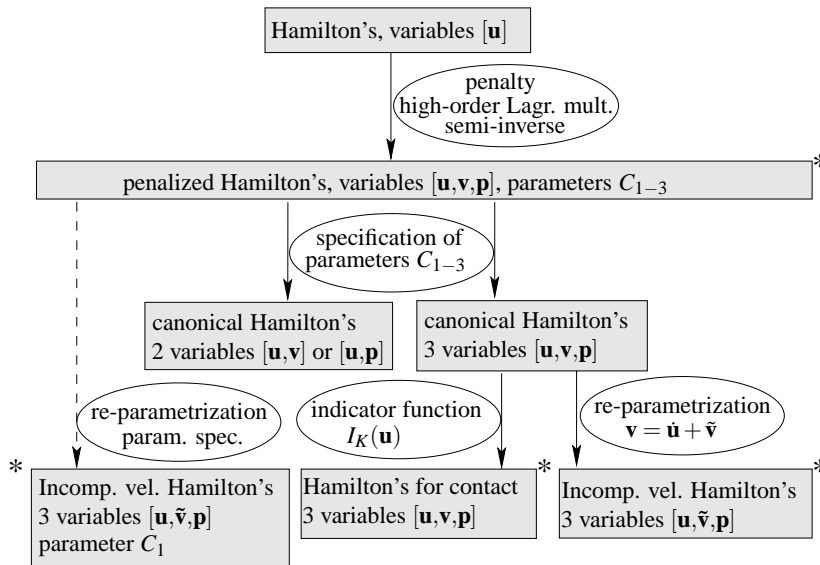 Hamilton's, variables [u]
penalty
high-order Lagr. mult.
semi-inverse
*
penalized Hamilton's, variables [u,v,p], parameters C₁₋₃
specification of
parameters C₁₋₃
canonical Hamilton's
2 variables [u,v] or [u,p]
canonical Hamilton's
3 variables [u,v,p]
re-parametrization
param. spec.
indicator function
I_K(u)
re-parametrization
v = u̇ + ṽ
*
Incomp. vel. Hamilton's
3 variables [u,ṽ,p]
parameter C₁
Hamilton's for contact
3 variables [u,v,p]
*
Incomp. vel. Hamilton's
3 variables [u,ṽ,p]
*